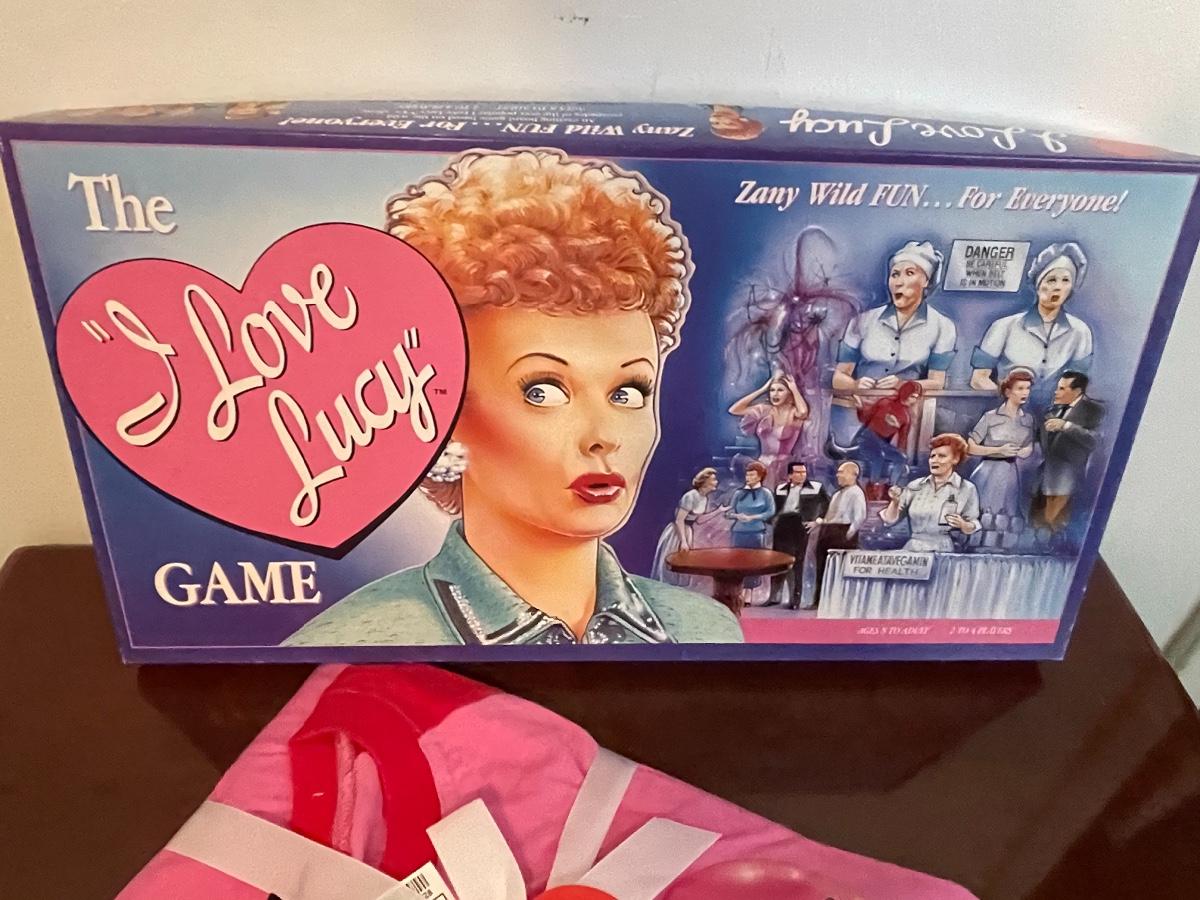 Zany Wild FUN...For Everyone!
I Love Lucy
The
"I Love
Lucy"
TM
GAME
Zany Wild FUN...For Everyone!
DANGER
BE CAREFUL
WHEN BELT
IS IN MOTION
VITAMEATAVEGAMIN
FOR HEALTH
AGES 8 TO ADULT
2 TO 4 PLAYERS